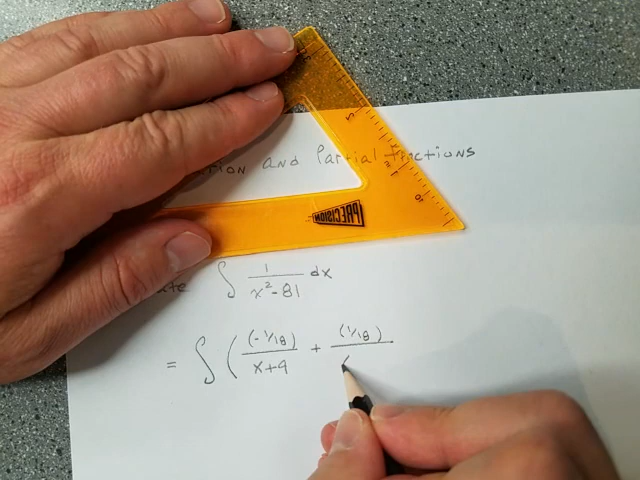 and Partial fractions
PRECISION
∫ 1/(x²-81) dx
= ∫ ( (-1/18)/(x+9) + (1/18)/(